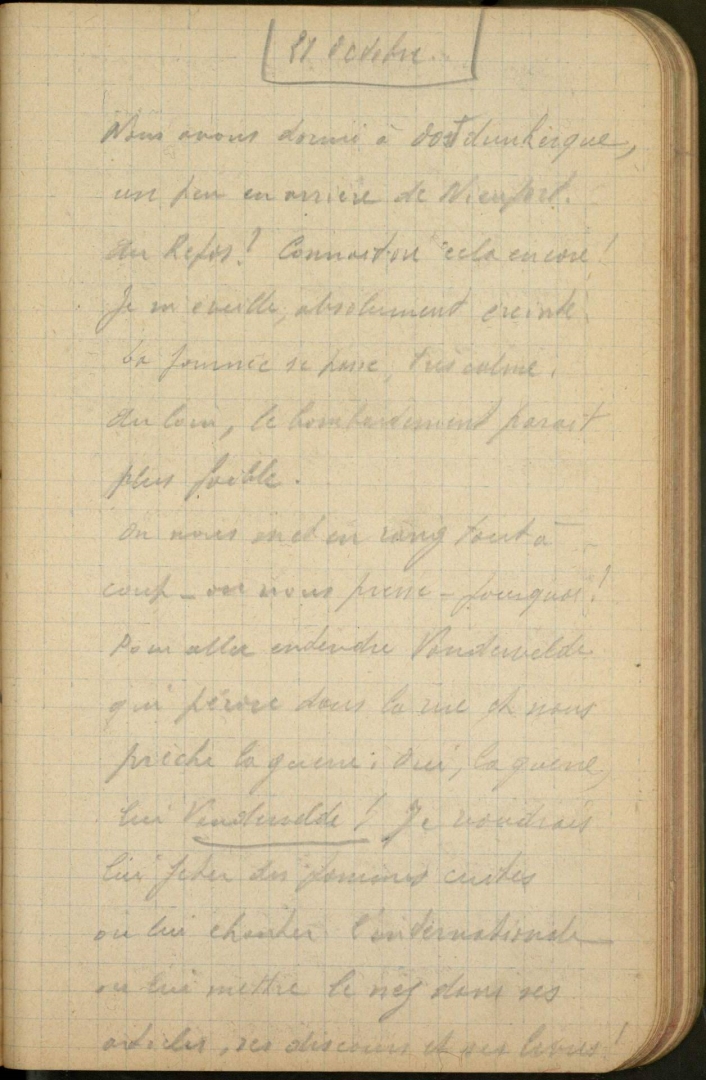 21 Octobre.
Nous avons dormi à Oostdunkerque,
un peu en arrière de Nieuport.
du Repos! Connaît-on cela encore!
Je m'éveille, absolument éreinté.
La journée se passe, très calme.
Au loin, le bombardement paraît
plus faible.
On nous met en rang tout à
coup _ on nous presse _ pourquoi!
Pour aller entendre Vandervelde
qui pérore dans la rue et nous
prêche la guerre; Oui, la guerre,
lui Vandervelde! Je voudrais
lui jeter des pommes cuites
ou lui chanter l'internationale
ou lui mettre le nez dans ses
articles, ses discours et ses livres!